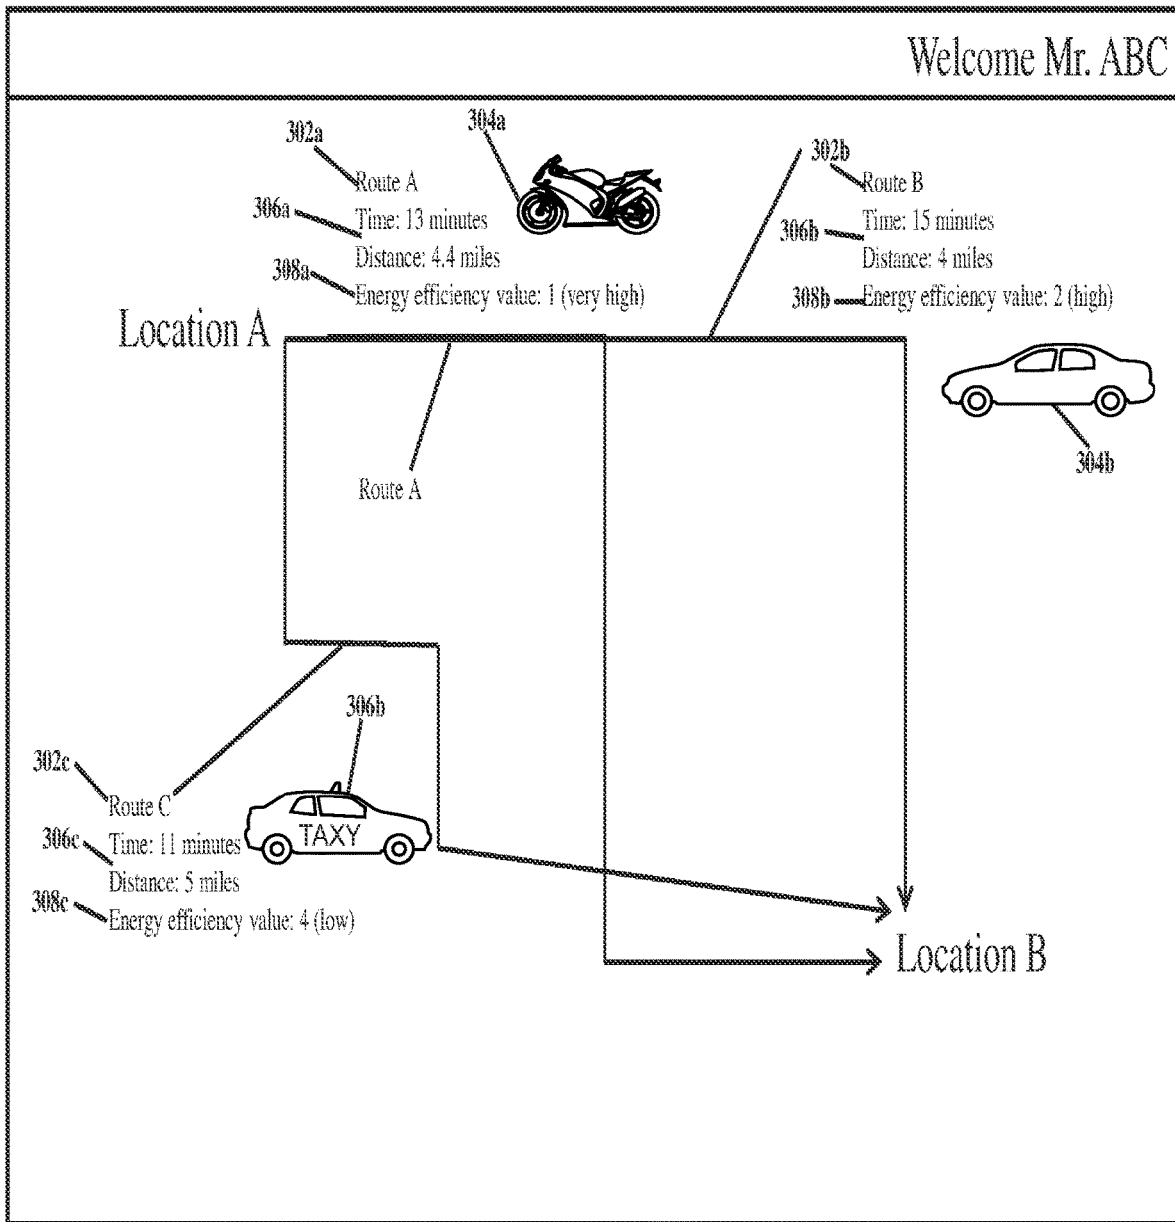 Welcome Mr. ABC
302a
304a
Route A
306a
Time: 13 minutes
Distance: 4.4 miles
308a
Energy efficiency value: 1 (very high)
302b
Route B
Time: 15 minutes
306b
Distance: 4 miles
308b
Energy efficiency value: 2 (high)
Location A
304b
Route A
306b
302c
Route C
TAXY
306c
Time: 11 minutes
Distance: 5 miles
308c
Energy efficiency value: 4 (low)
Location B